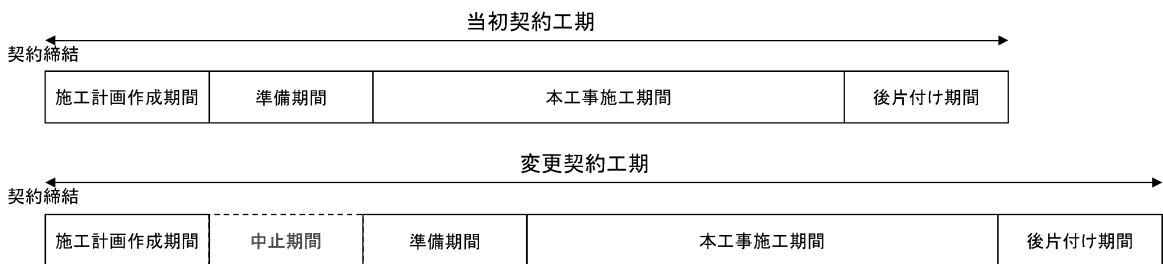 当初契約工期
契約締結
施工計画作成期間 準備期間 本工事施工期間 後片付け期間
変更契約工期
契約締結
施工計画作成期間 中止期間 準備期間 本工事施工期間 後片付け期間